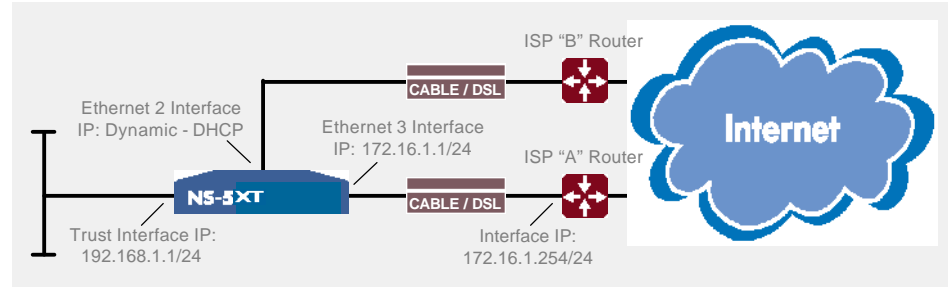 ISP “B” Router
CABLE / DSL
Ethernet 2 Interface
IP: Dynamic - DHCP
Ethernet 3 Interface
IP: 172.16.1.1/24
Internet
ISP “A” Router
NS-5XT
CABLE / DSL
Trust Interface IP:
192.168.1.1/24
Interface IP:
172.16.1.254/24